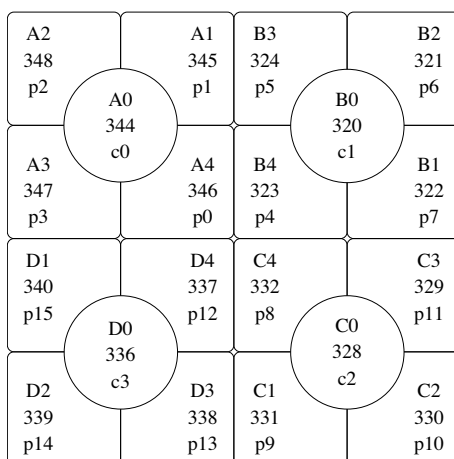 A2
348
p2
A1
345
p1
B3
324
p5
B2
321
p6
A0
344
c0
B0
320
c1
A3
347
p3
A4
346
p0
B4
323
p4
B1
322
p7
D1
340
p15
D4
337
p12
C4
332
p8
C3
329
p11
D0
336
c3
C0
328
c2
D2
339
p14
D3
338
p13
C1
331
p9
C2
330
p10